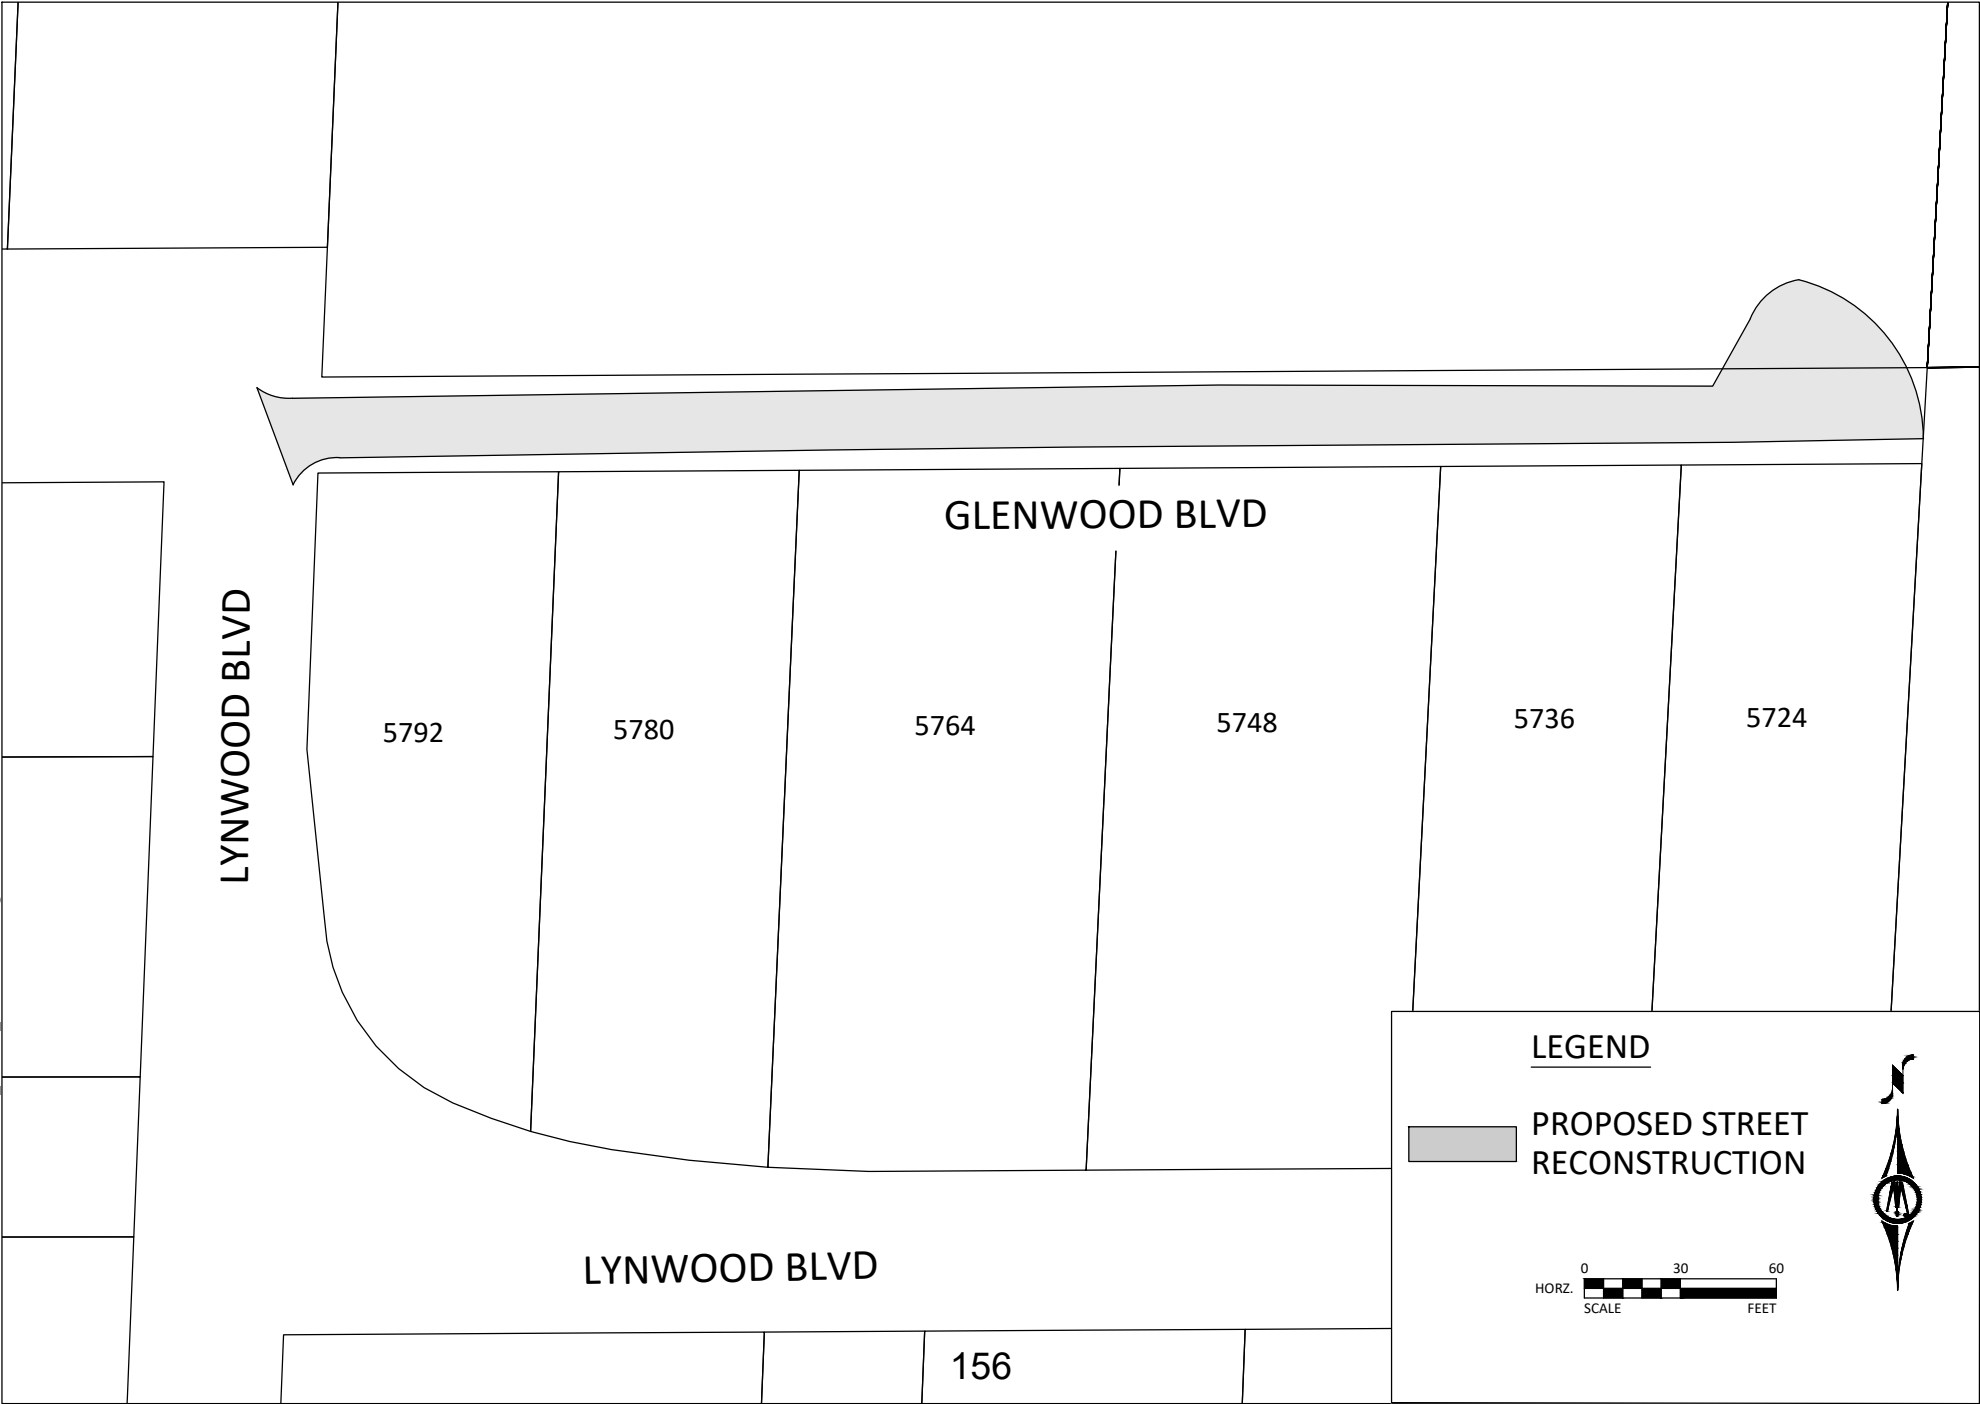 GLENWOOD BLVD
LYNWOOD BLVD
5792
5780
5764
5748
5736
5724
LYNWOOD BLVD
156
LEGEND
PROPOSED STREET
RECONSTRUCTION
N
0 30 60
HORZ.
SCALE FEET